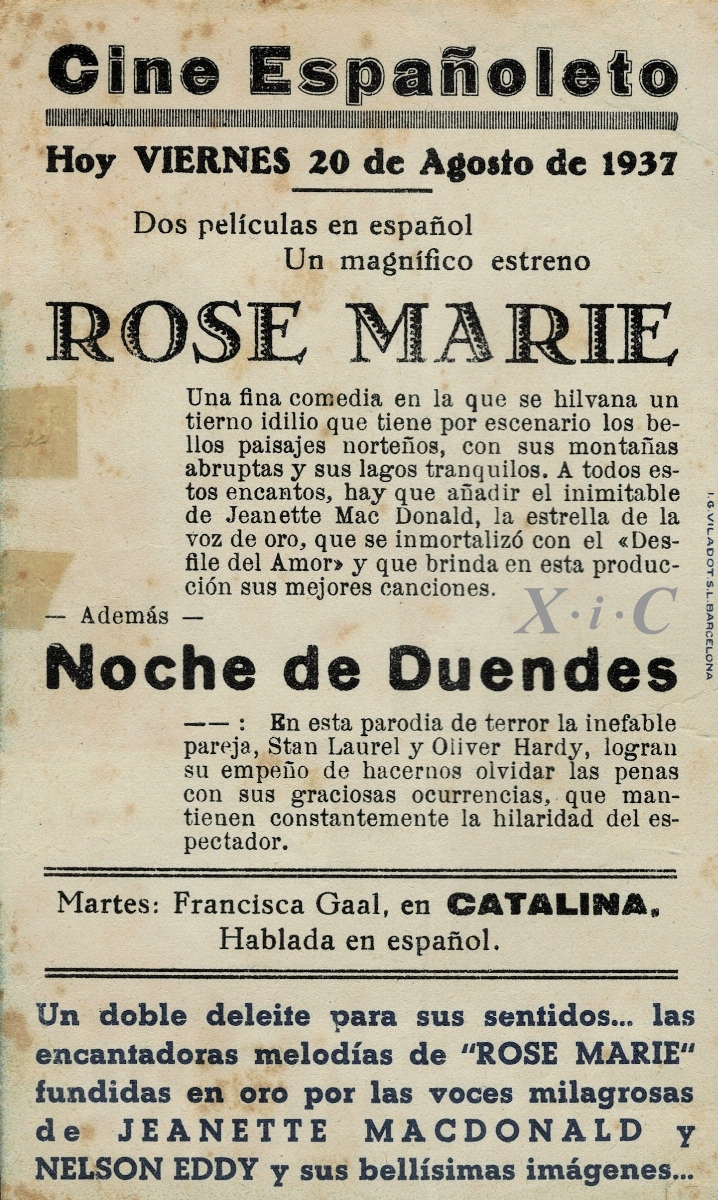 Cine Españoleto
Hoy VIERNES 20 de Agosto de 1937
Dos películas en español
Un magnífico estreno
ROSE MARIE
Una fina comedia en la que se hilvana un
tierno idilio que tiene por escenario los be-
llos paisajes norteños, con sus montañas
abruptas y sus lagos tranquilos. A todos es-
tos encantos, hay que añadir el inimitable
de Jeanette Mac Donald, la estrella de la
voz de oro, que se inmortalizó con el «Des-
file del Amor» y que brinda en esta produc-
ción sus mejores canciones.
X·i·C
— Además —
Noche de Duendes
—— : En esta parodia de terror la inefable
pareja, Stan Laurel y Oliver Hardy, logran
su empeño de hacernos olvidar las penas
con sus graciosas ocurrencias, que man-
tienen constantemente la hilaridad del es-
pectador.
Martes: Francisca Gaal, en CATALINA.
Hablada en español.
Un doble deleite para sus sentidos... las
encantadoras melodías de "ROSE MARIE"
fundidas en oro por las voces milagrosas
de JEANETTE MACDONALD y
NELSON EDDY y sus bellísimas imágenes...
I. G. VILADOT. S. L. BARCELONA